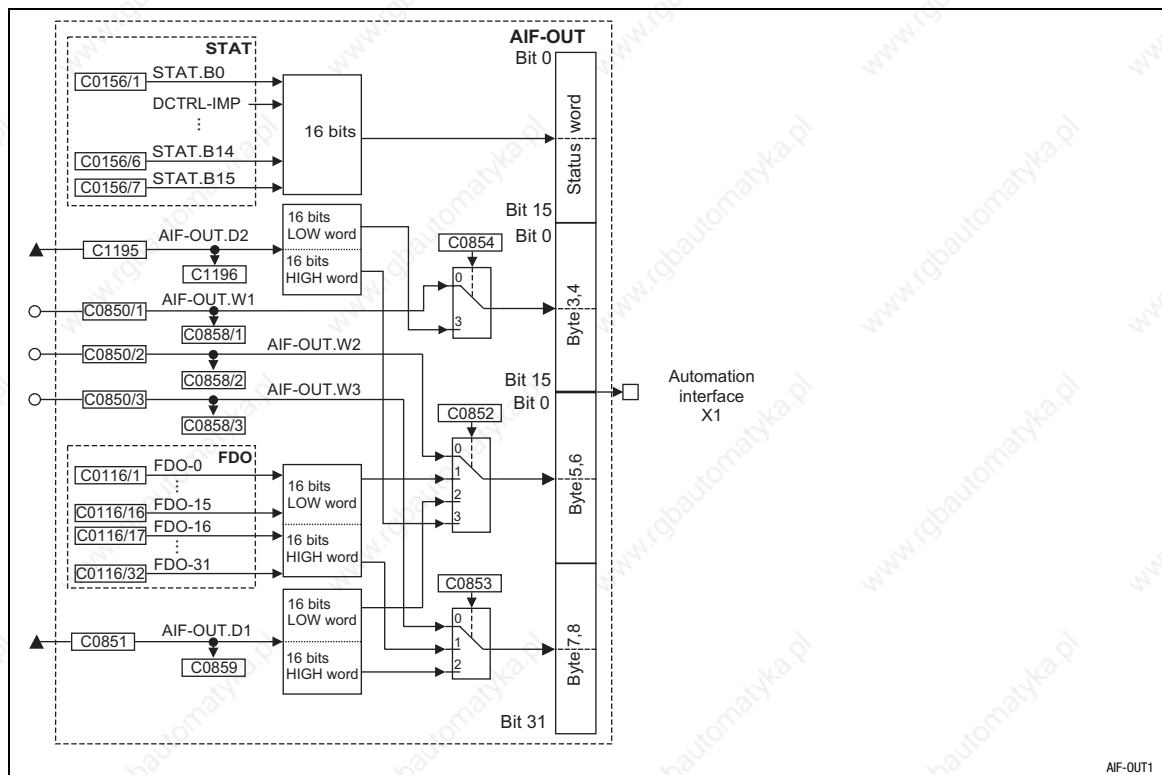 AIF-OUT
STAT
Bit 0
C0156/1
STAT.B0
DCTRL-IMP
...
16 bits
Status word
C0156/6
STAT.B14
C0156/7
STAT.B15
Bit 15
Bit 0
C1195
AIF-OUT.D2
C1196
16 bits
LOW word
16 bits
HIGH word
C0854
0
3
Byte 3,4
C0850/1
AIF-OUT.W1
C0858/1
C0850/2
AIF-OUT.W2
C0858/2
C0850/3
AIF-OUT.W3
C0858/3
Bit 15
Bit 0
Automation
interface
X1
C0852
0
1
2
3
Byte 5,6
FDO
C0116/1
FDO-0
...
C0116/16
FDO-15
C0116/17
FDO-16
...
C0116/32
FDO-31
16 bits
LOW word
16 bits
HIGH word
C0853
0
1
2
Byte 7,8
C0851
AIF-OUT.D1
C0859
16 bits
LOW word
16 bits
HIGH word
Bit 31
AIF-OUT1
www.rgbautomatyka.pl